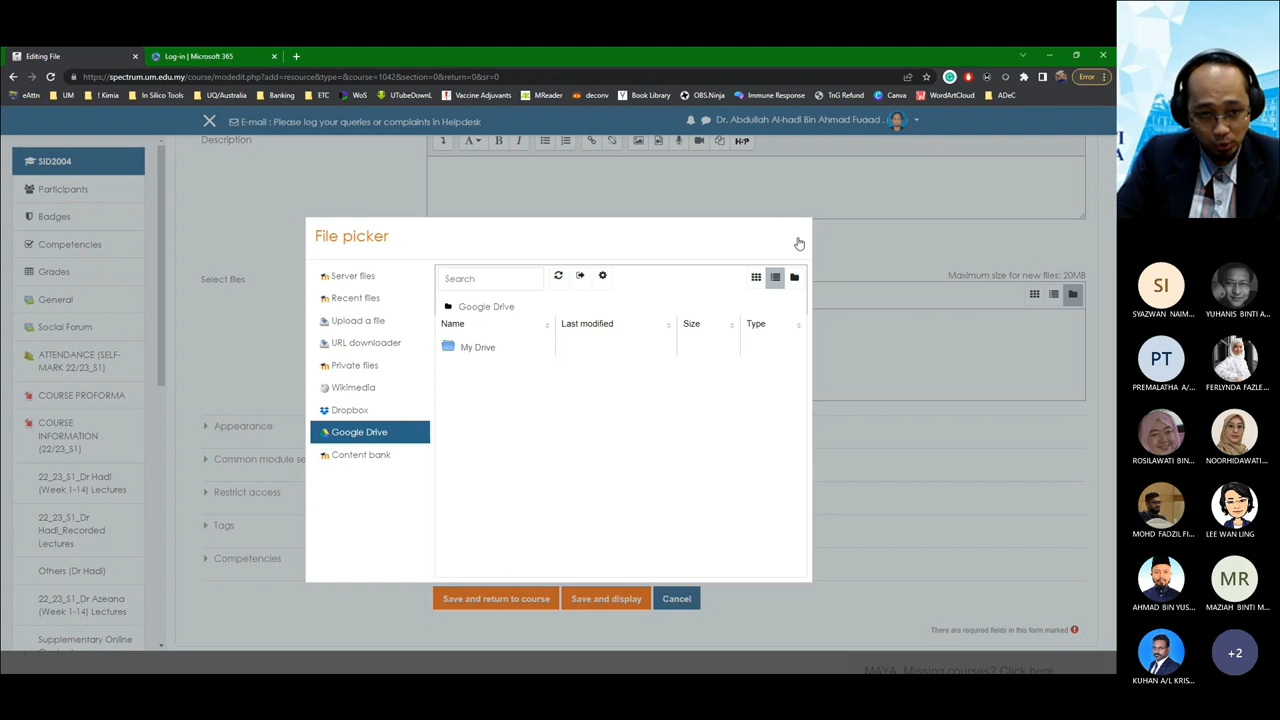 Editing File
Log-in | Microsoft 365
https://spectrum.um.edu.my/course/modedit.php?add=resource&type=&course=1042&section=0&return=0&sr=0
Error
eAttn UM ! Kimia In Silico Tools UQ/Australia Banking ETC WoS UTubeDownL Vaccine Adjuvants MReader deconv Book Library OBS.Ninja Immune Response TnG Refund Canva WordArtCloud ADeC
E-mail : Please log your queries or complaints in Helpdesk
Dr. Abdullah Al-hadi Bin Ahmad Fuaad .
SID2004
Participants
Badges
Competencies
Grades
General
Social Forum
ATTENDANCE (SELF-
MARK 22/23_S1)
COURSE PROFORMA
COURSE
INFORMATION
(22/23_S1)
22_23_S1_Dr Hadi
(Week 1-14) Lectures
22_23_S1_Dr
Hadi_Recorded
Lectures
Others (Dr Hadi)
22_23_S1_Dr Azeana
(Week 1-14) Lectures
Supplementary Online
Description
A B I
H-P
Select files
Maximum size for new files: 20MB
File picker
Server files
Recent files
Upload a file
URL downloader
Private files
Wikimedia
Dropbox
Google Drive
Content bank
Search
Google Drive
Name Last modified Size Type
My Drive
Appearance
Common module se
Restrict access
Tags
Competencies
Save and return to course Save and display Cancel
There are required fields in this form marked
MAYA: Missing courses? Click here
SI
SYAZWAN NAIM...
YUHANIS BINTI A...
PT
PREMALATHA A/...
FERLYNDA FAZLE...
ROSILAWATI BIN...
NOORHIDAWATI...
MOHD FADZIL FI...
LEE WAN LING
AHMAD BIN YUS...
MR
MAZIAH BINTI M...
KUHAN A/L KRIS...
+2